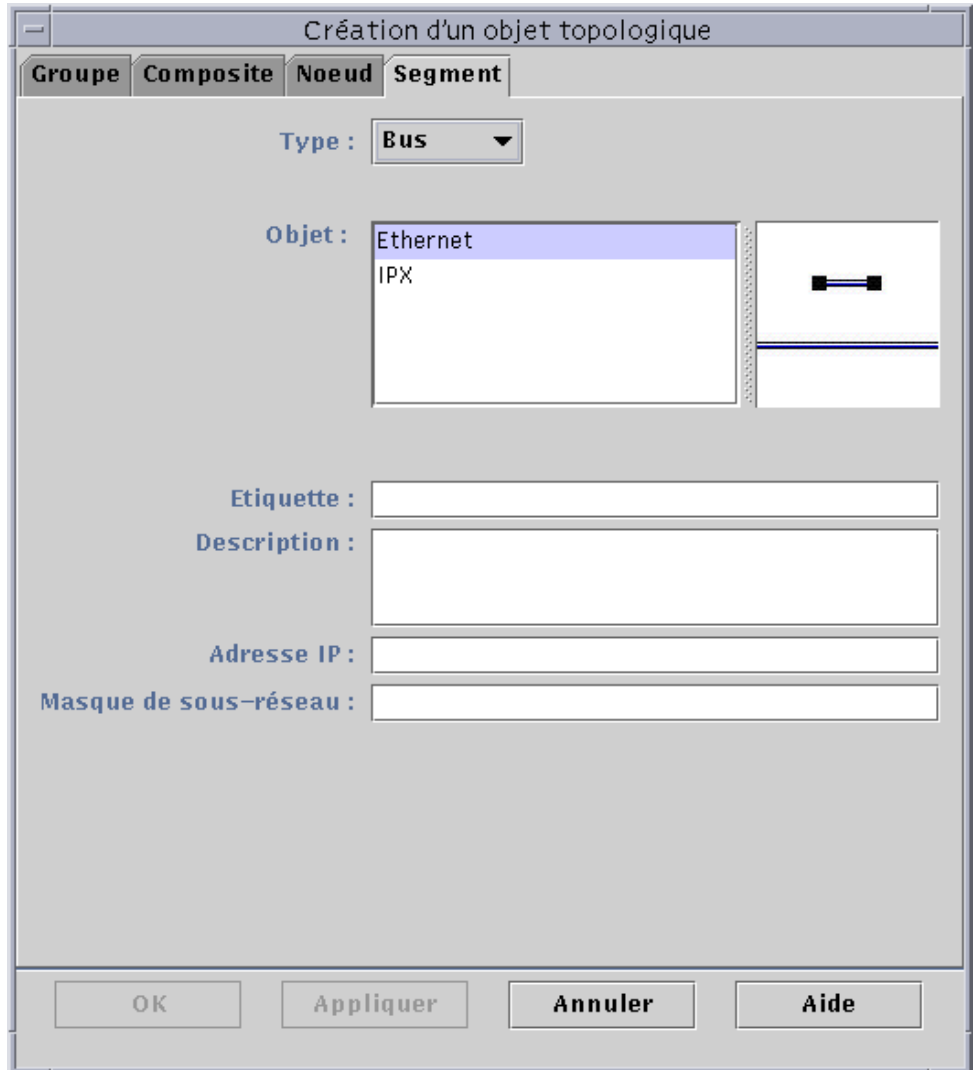 Création d'un objet topologique
Groupe Composite Noeud Segment
Type : Bus
Objet : Ethernet
IPX
Etiquette :
Description :
Adresse IP :
Masque de sous-réseau :
OK Appliquer Annuler Aide